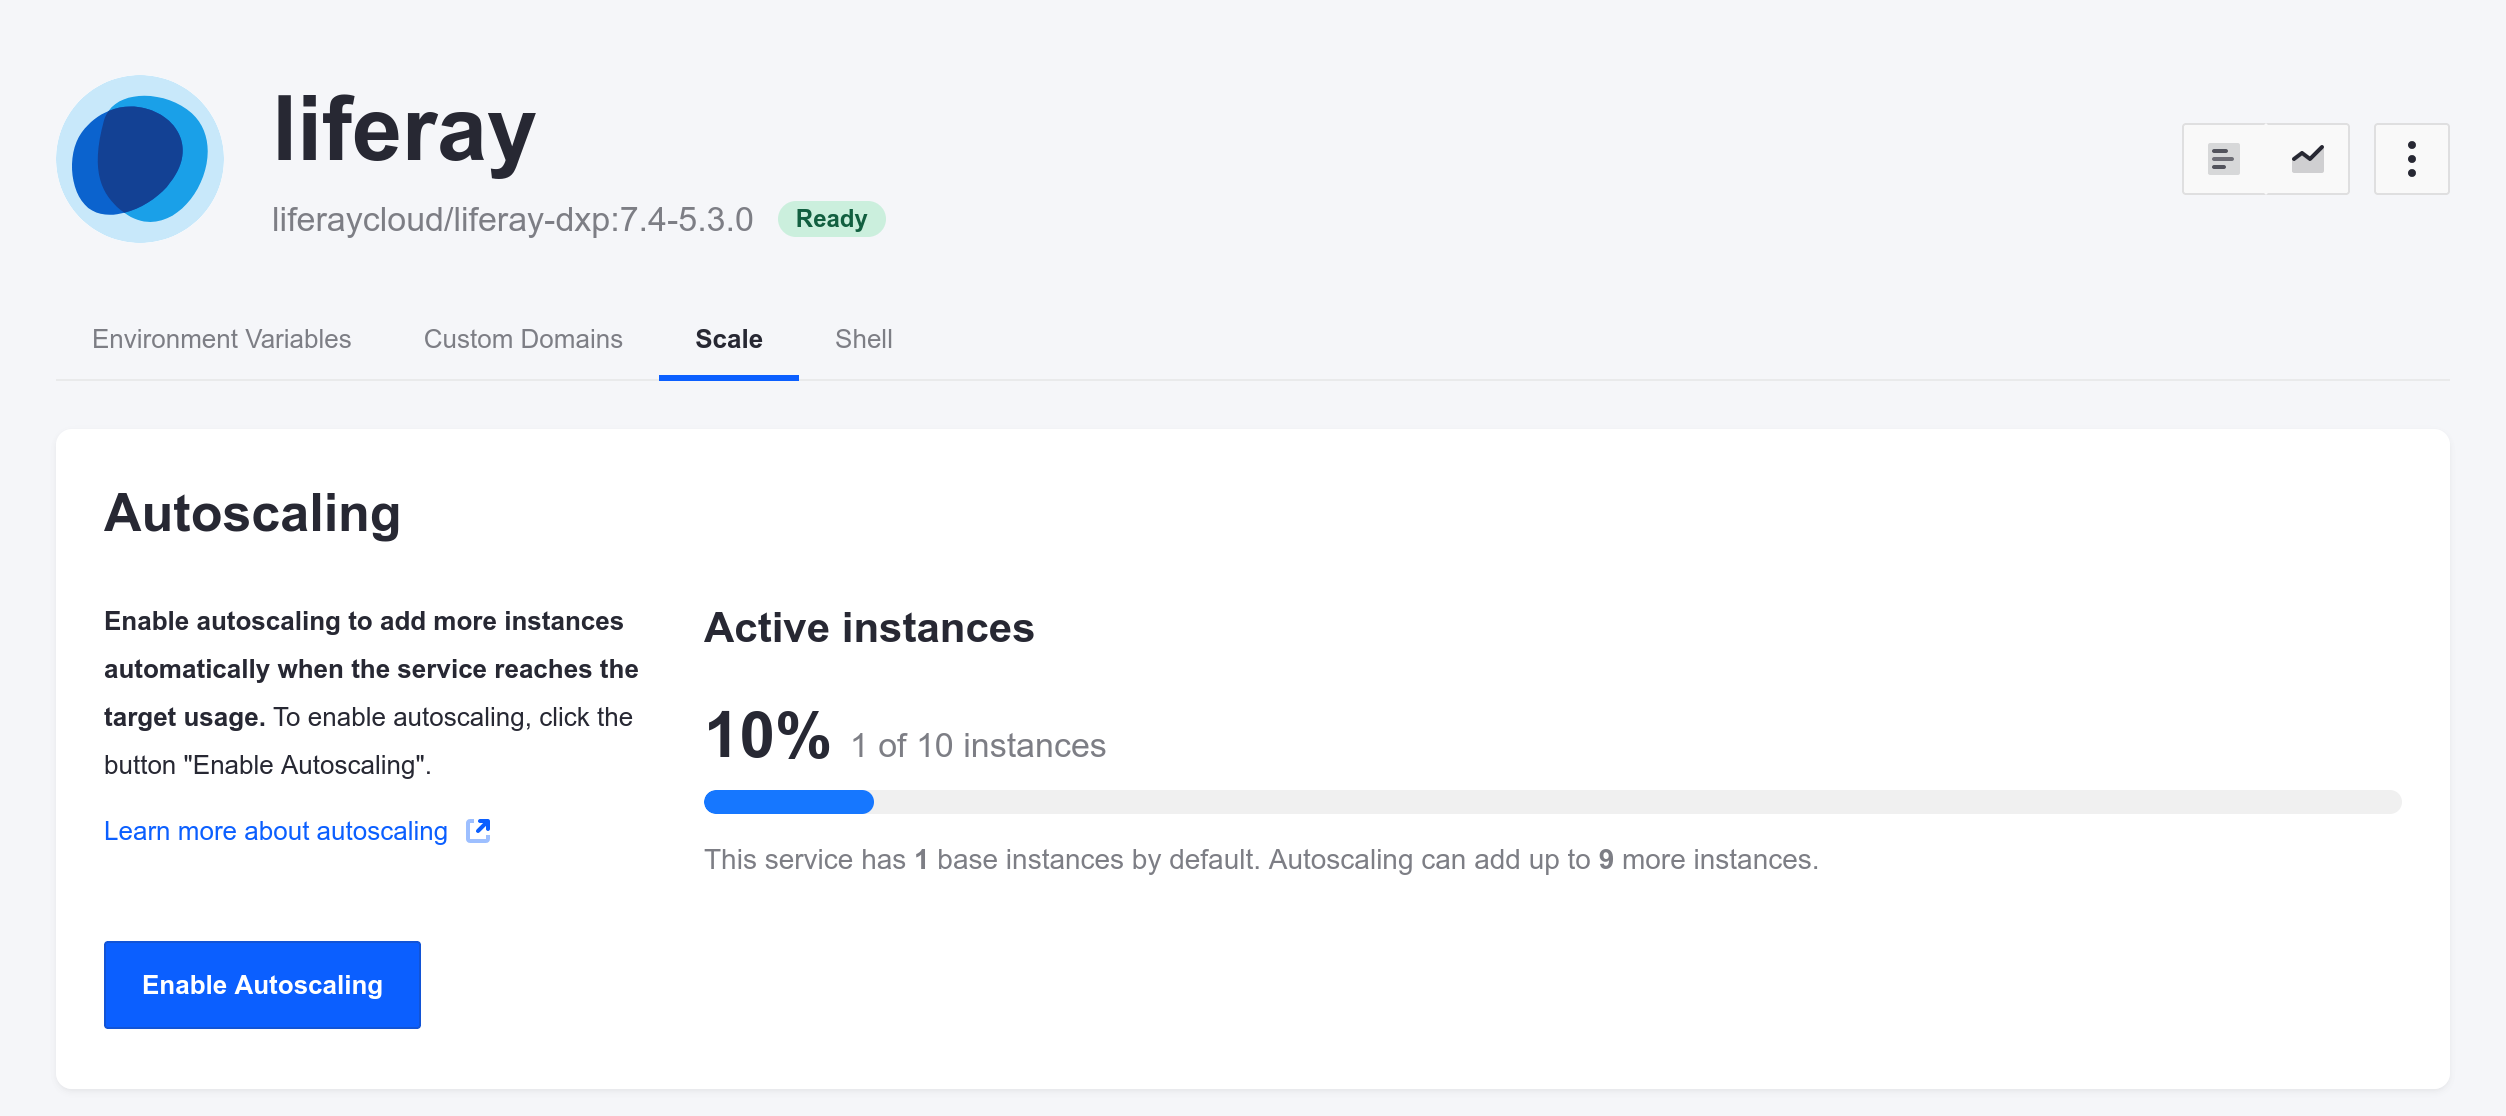 liferay
liferaycloud/liferay-dxp:7.4-5.3.0 Ready
Environment Variables Custom Domains Scale Shell
Autoscaling
Enable autoscaling to add more instances
automatically when the service reaches the
target usage. To enable autoscaling, click the
button "Enable Autoscaling".
Learn more about autoscaling
Enable Autoscaling
Active instances
10% 1 of 10 instances
This service has 1 base instances by default. Autoscaling can add up to 9 more instances.